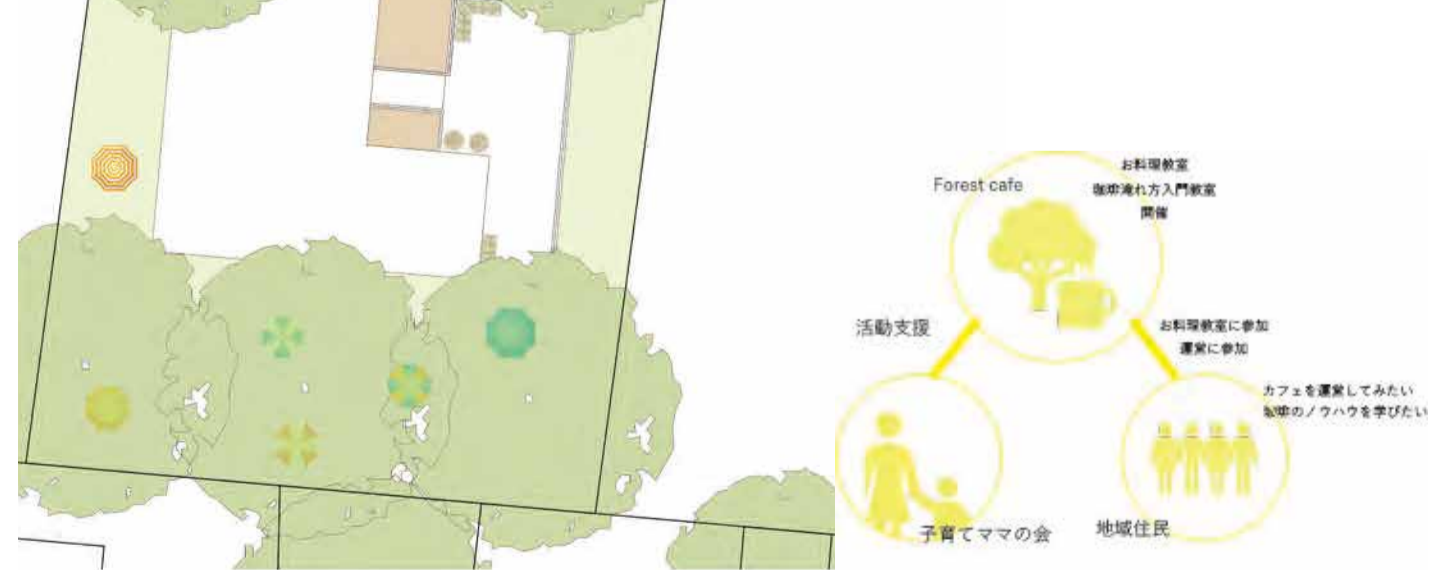 お料理教室
Forest cafe
珈琲淹れ方入門教室
開催
活動支援
お料理教室に参加
運営に参加
カフェを運営してみたい
珈琲のノウハウを学びたい
子育てママの会
地域住民